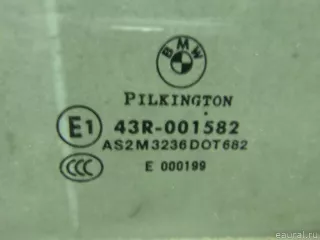 BMW
PILKINGTON
E1 43R-001582
AS2M3236DOT682
CCC E 000199
eaural.ru